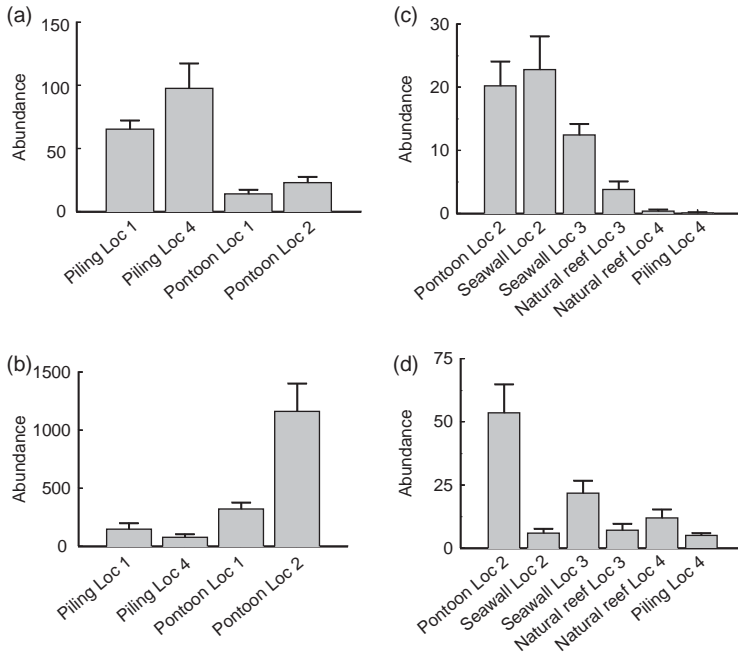 (a)
150
100
50
0
Abundance
Piling Loc 1
Piling Loc 4
Pontoon Loc 1
Pontoon Loc 2
(c)
30
20
10
0
Abundance
Pontoon Loc 2
Seawall Loc 2
Seawall Loc 3
Natural reef Loc 3
Natural reef Loc 4
Piling Loc 4
(b)
1500
1000
500
0
Abundance
Piling Loc 1
Piling Loc 4
Pontoon Loc 1
Pontoon Loc 2
(d)
75
50
25
0
Abundance
Pontoon Loc 2
Seawall Loc 2
Seawall Loc 3
Natural reef Loc 3
Natural reef Loc 4
Piling Loc 4